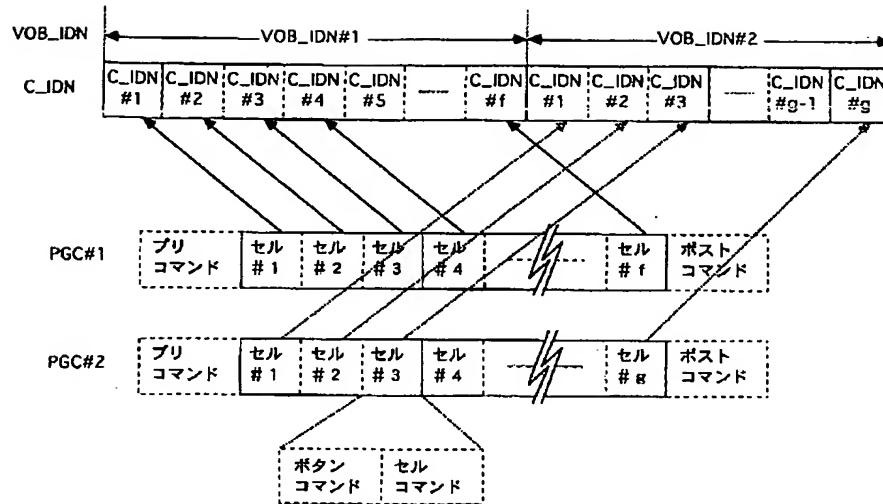 VOB_IDN VOB_IDN#1 VOB_IDN#2
C_IDN C_IDN C_IDN C_IDN C_IDN C_IDN C_IDN C_IDN C_IDN C_IDN C_IDN C_IDN
#1 #2 #3 #4 #5 #f #1 #2 #3 #g-1 #g
PGC#1 プリ セル セル セル セル セル ポスト
コマンド #1 #2 #3 #4 #f コマンド
PGC#2 プリ セル セル セル セル セル ポスト
コマンド #1 #2 #3 #4 #g コマンド
ボタン セル
コマンド コマンド